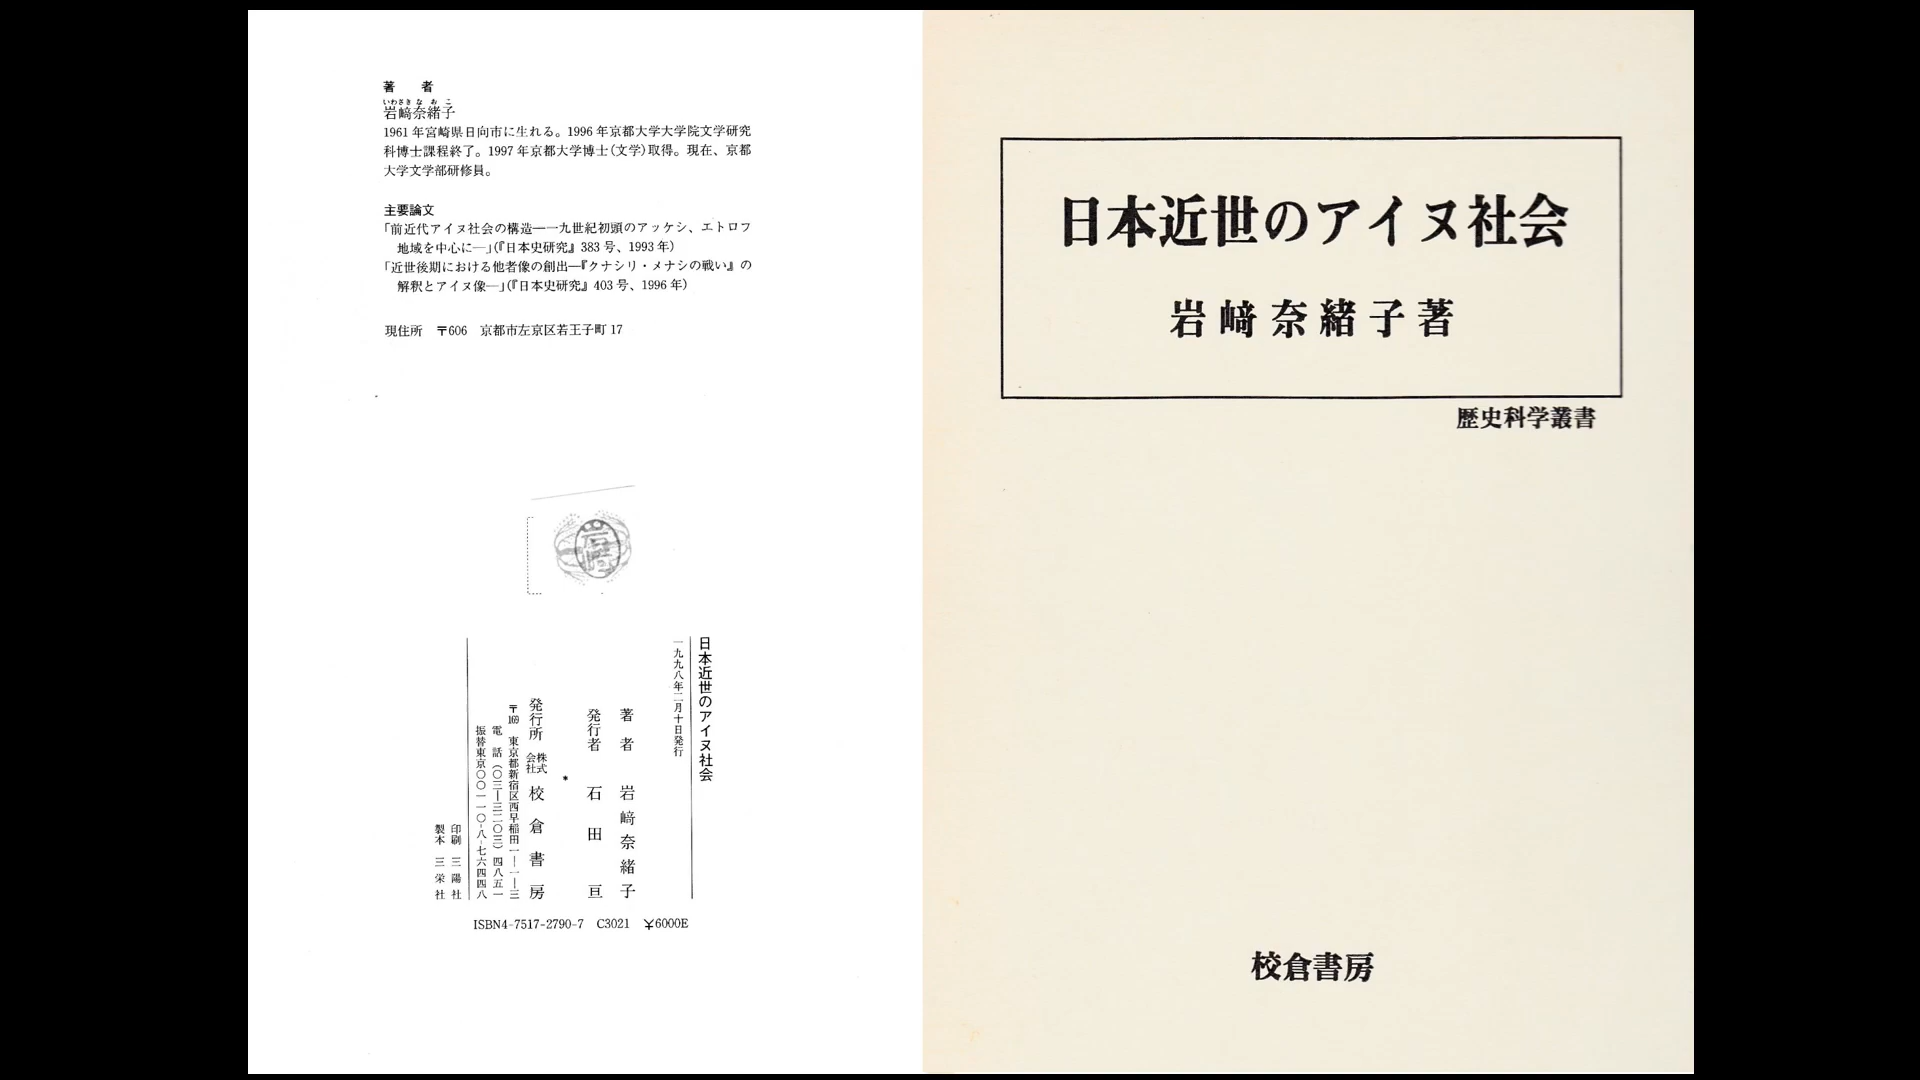 著　者
いわさき な お こ
岩﨑奈緒子
1961年宮崎県日向市に生れる。1996年京都大学大学院文学研究
科博士課程終了。1997年京都大学博士(文学)取得。現在、京都
大学文学部研修員。
主要論文
「前近代アイヌ社会の構造―一九世紀初頭のアッケシ、エトロフ
地域を中心に―」(『日本史研究』383号、1993年)
「近世後期における他者像の創出―『クナシリ・メナシの戦い』の
解釈とアイヌ像―」(『日本史研究』403号、1996年)
現住所　〒606　京都市左京区若王子町17
日本近世のアイヌ社会
一九九八年二月十日発行
著者　岩﨑奈緒子
発行者　石田亘
*
発行所　株式会社　校倉書房
〒169　東京都新宿区西早稲田一―一―三
電話(〇三―三二〇三)四八五一
振替東京〇〇一一〇-八-七六四四八
印刷　三陽社
製本　三栄社
ISBN4-7517-2790-7　C3021　¥6000E
日本近世のアイヌ社会
岩﨑奈緒子著
歴史科学叢書
校倉書房